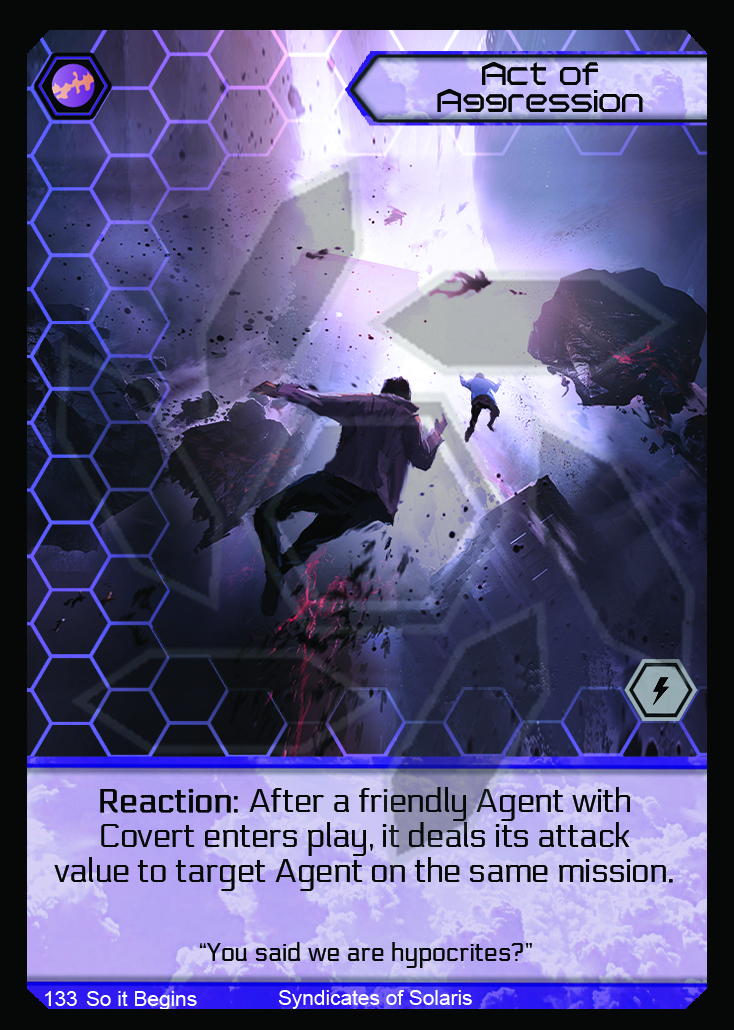 Act of
Aggression
Reaction: After a friendly Agent with
Covert enters play, it deals its attack
value to target Agent on the same mission.
“You said we are hypocrites?”
133 So it Begins
Syndicates of Solaris